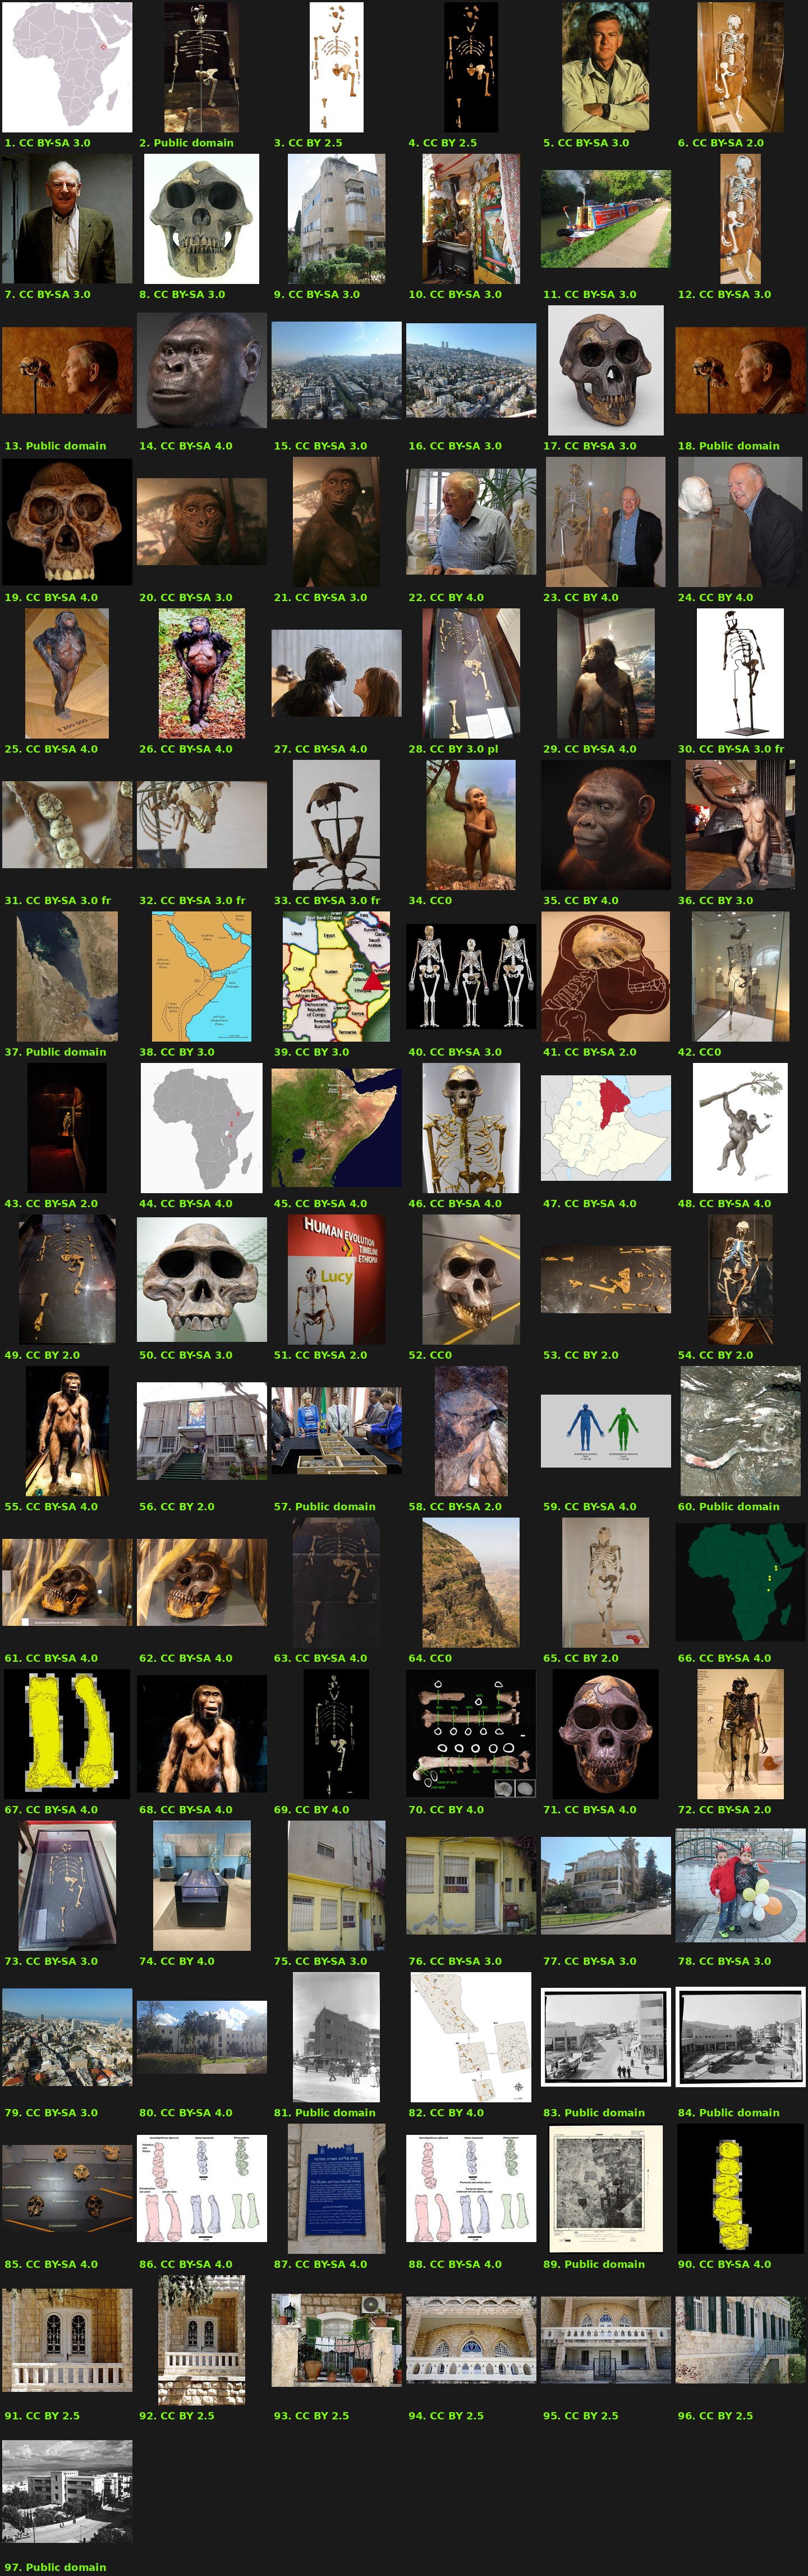 1. CC BY-SA 3.0
2. Public domain
3. CC BY 2.5
4. CC BY 2.5
5. CC BY-SA 3.0
6. CC BY-SA 2.0
7. CC BY-SA 3.0
8. CC BY-SA 3.0
9. CC BY-SA 3.0
10. CC BY-SA 3.0
11. CC BY-SA 3.0
12. CC BY-SA 3.0
13. Public domain
14. CC BY-SA 4.0
15. CC BY-SA 3.0
16. CC BY-SA 3.0
17. CC BY-SA 3.0
18. Public domain
19. CC BY-SA 4.0
20. CC BY-SA 3.0
21. CC BY-SA 3.0
22. CC BY 4.0
23. CC BY 4.0
24. CC BY 4.0
25. CC BY-SA 4.0
26. CC BY-SA 4.0
27. CC BY-SA 4.0
28. CC BY 3.0 pl
29. CC BY-SA 4.0
30. CC BY-SA 3.0 fr
31. CC BY-SA 3.0 fr
32. CC BY-SA 3.0 fr
33. CC BY-SA 3.0 fr
34. CC0
35. CC BY 4.0
36. CC BY 3.0
Libya
Egypt
Saudi
Arabia
Chad
Sudan
Tanzania
37. Public domain
38. CC BY 3.0
39. CC BY 3.0
40. CC BY-SA 3.0
41. CC BY-SA 2.0
42. CC0
43. CC BY-SA 2.0
44. CC BY-SA 4.0
45. CC BY-SA 4.0
46. CC BY-SA 4.0
47. CC BY-SA 4.0
48. CC BY-SA 4.0
HUMAN EVOLUTION
TIMELINE
ETHIOPIA
Lucy
49. CC BY 2.0
50. CC BY-SA 3.0
51. CC BY-SA 2.0
52. CC0
53. CC BY 2.0
54. CC BY 2.0
55. CC BY-SA 4.0
56. CC BY 2.0
57. Public domain
58. CC BY-SA 2.0
59. CC BY-SA 4.0
60. Public domain
61. CC BY-SA 4.0
62. CC BY-SA 4.0
63. CC BY-SA 4.0
64. CC0
65. CC BY 2.0
66. CC BY-SA 4.0
67. CC BY-SA 4.0
68. CC BY-SA 4.0
69. CC BY 4.0
70. CC BY 4.0
71. CC BY-SA 4.0
72. CC BY-SA 2.0
73. CC BY-SA 3.0
74. CC BY 4.0
75. CC BY-SA 3.0
76. CC BY-SA 3.0
77. CC BY-SA 3.0
78. CC BY-SA 3.0
79. CC BY-SA 3.0
80. CC BY-SA 4.0
81. Public domain
82. CC BY 4.0
83. Public domain
84. Public domain
85. CC BY-SA 4.0
86. CC BY-SA 4.0
87. CC BY-SA 4.0
88. CC BY-SA 4.0
89. Public domain
90. CC BY-SA 4.0
91. CC BY 2.5
92. CC BY 2.5
93. CC BY 2.5
94. CC BY 2.5
95. CC BY 2.5
96. CC BY 2.5
97. Public domain